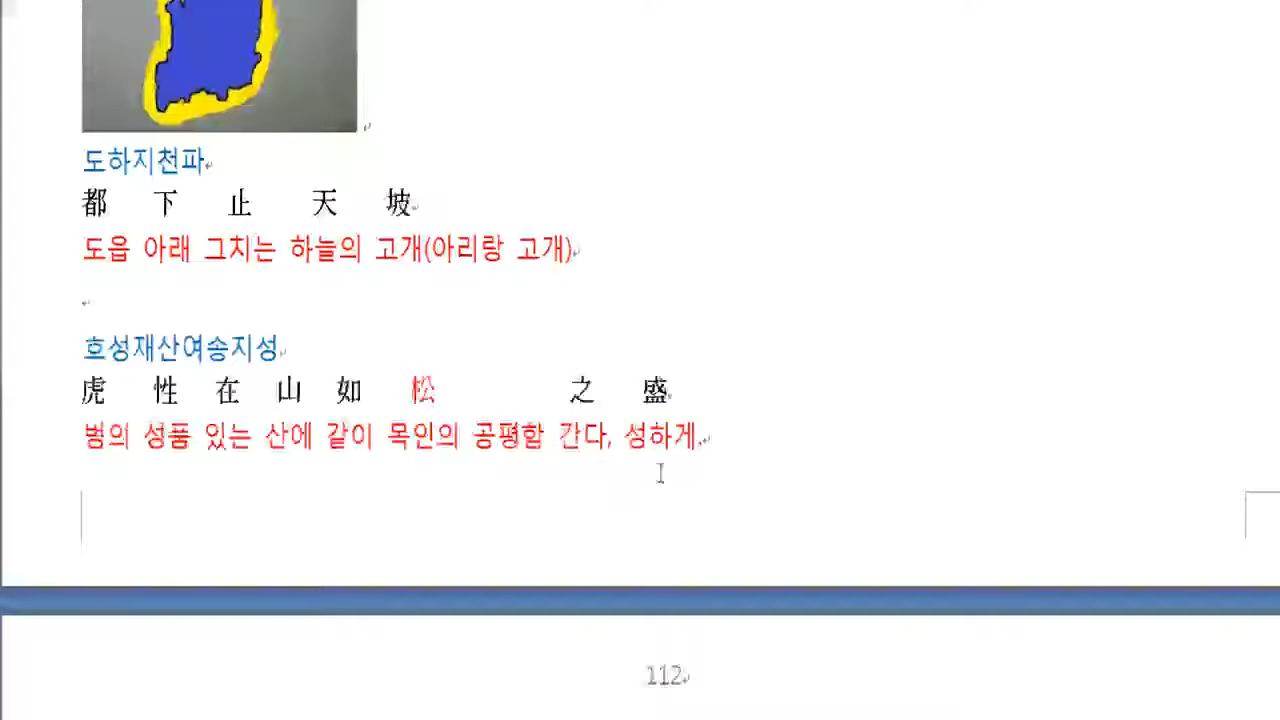 도하지천파
都 下 止 天 坡
도읍 아래 그치는 하늘의 고개(아리랑 고개)
호성재산여송지성
虎 性 在 山 如 松 之 盛
범의 성품 있는 산에 같이 목인의 공평함 간다, 성하게
112